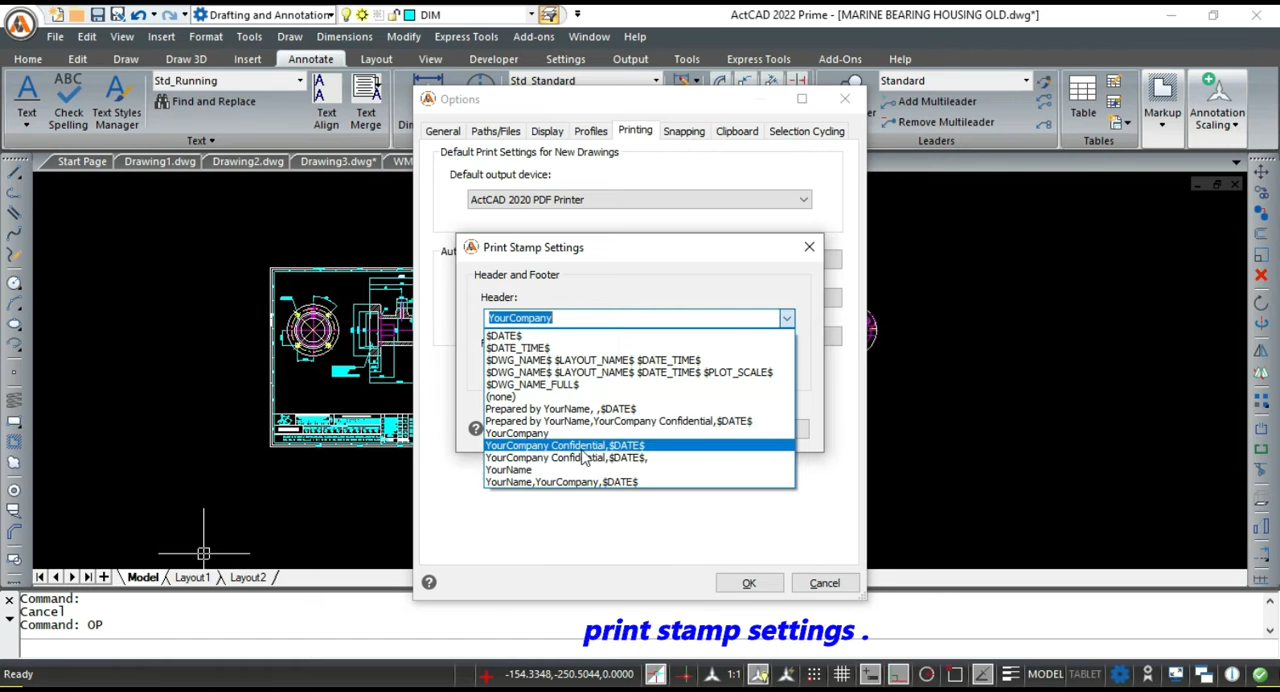 Drafting and Annotation
DIM
ActCAD 2022 Prime - [MARINE BEARING HOUSING OLD.dwg*]
File Edit View Insert Format Tools Draw Dimensions Modify Express Tools Add-ons Window Help
Home Edit Draw Draw 3D Insert Annotate Layout View Developer Settings Output Tools Express Tools Add-Ons Help
Text
ABC
Check Spelling
Text Styles Manager
Std_Running
Find and Replace
Text Align
Text Merge
Text
Std_Standard
Standard
Add Multileader
Remove Multileader
Leaders
Table
Tables
Markup
Annotation Scaling
Start Page Drawing1.dwg Drawing2.dwg Drawing3.dwg*
Options
General Paths/Files Display Profiles Printing Snapping Clipboard Selection Cycling
Default Print Settings for New Drawings
Default output device:
ActCAD 2020 PDF Printer
Print Stamp Settings
Header and Footer
Header:
YourCompany
$DATE$
$DATE_TIME$
$DWG_NAME$ $LAYOUT_NAME$ $DATE_TIME$
$DWG_NAME$ $LAYOUT_NAME$ $DATE_TIME$ $PLOT_SCALE$
$DWG_NAME_FULL$
(none)
Prepared by YourName, ,$DATE$
Prepared by YourName,YourCompany Confidential,$DATE$
YourCompany
YourCompany Confidential,$DATE$
YourCompany Confidential,$DATE$,
YourName
YourName,YourCompany,$DATE$
OK Cancel
Model Layout1 Layout2
Command:
Cancel
Command: OP
print stamp settings .
Ready
-154.3348, -250.5044,0.0000
1:1
MODEL TABLET